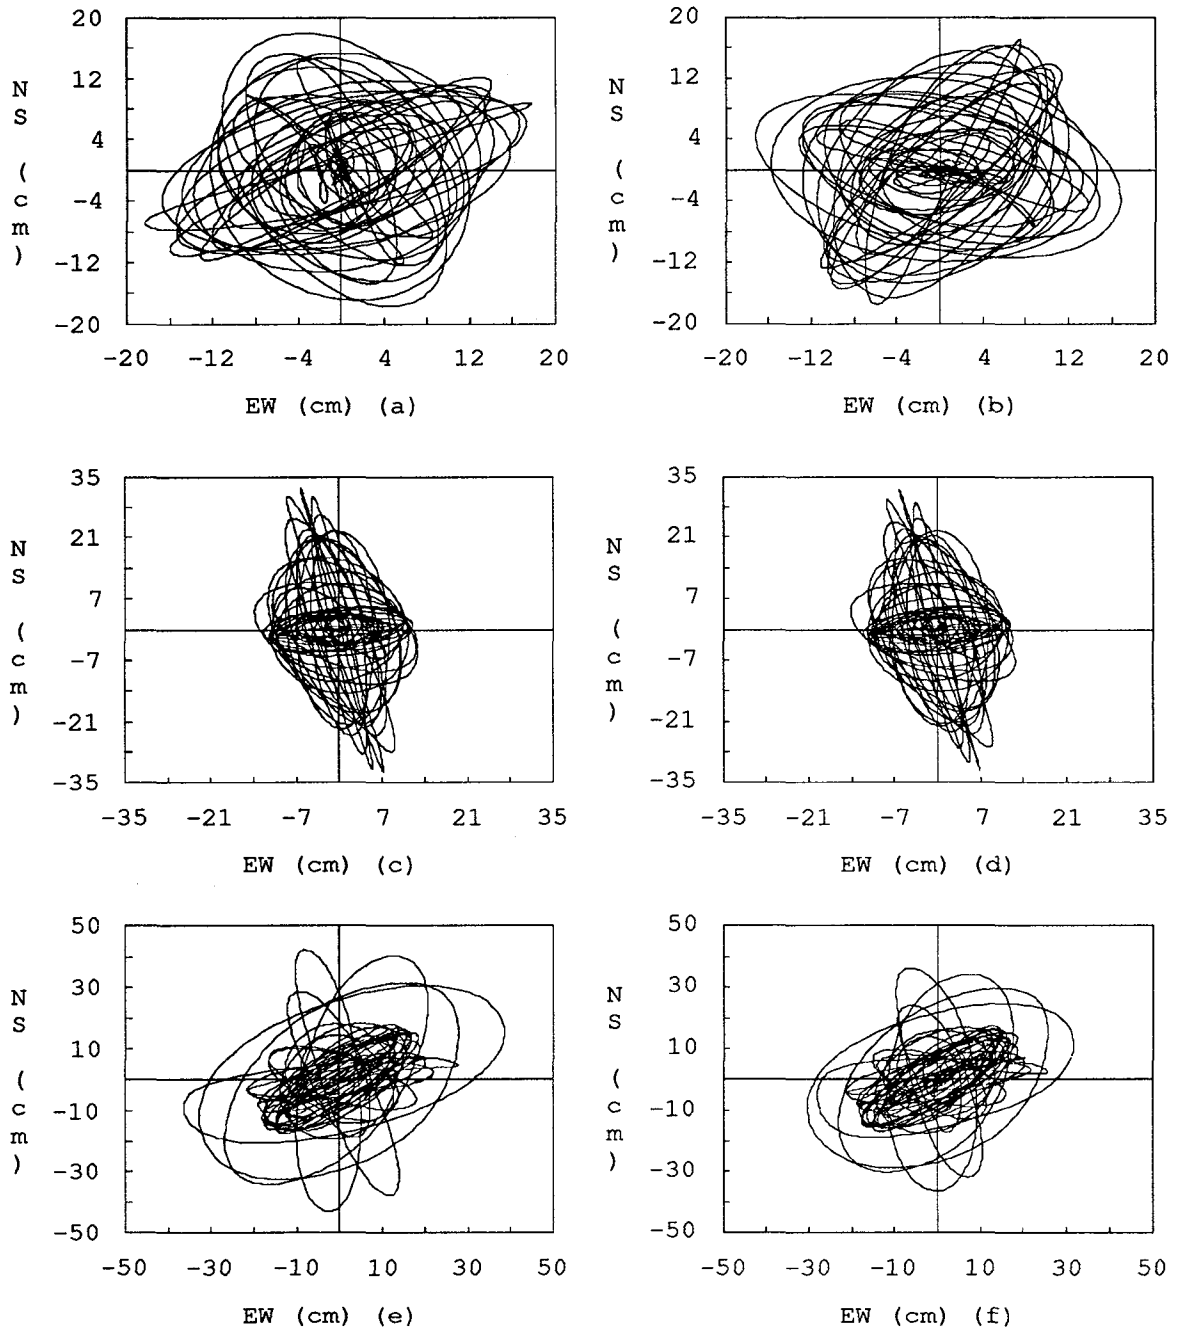 20
12
4
-4
-12
-20
N
S
(
c
m
)
-20 -12 -4 4 12 20
EW (cm) (a)
20
12
4
-4
-12
-20
N
S
(
c
m
)
-20 -12 -4 4 12 20
EW (cm) (b)
35
21
7
-7
-21
-35
N
S
(
c
m
)
-35 -21 -7 7 21 35
EW (cm) (c)
35
21
7
-7
-21
-35
N
S
(
c
m
)
-35 -21 -7 7 21 35
EW (cm) (d)
50
30
10
-10
-30
-50
N
S
(
c
m
)
-50 -30 -10 10 30 50
EW (cm) (e)
50
30
10
-10
-30
-50
N
S
(
c
m
)
-50 -30 -10 10 30 50
EW (cm) (f)